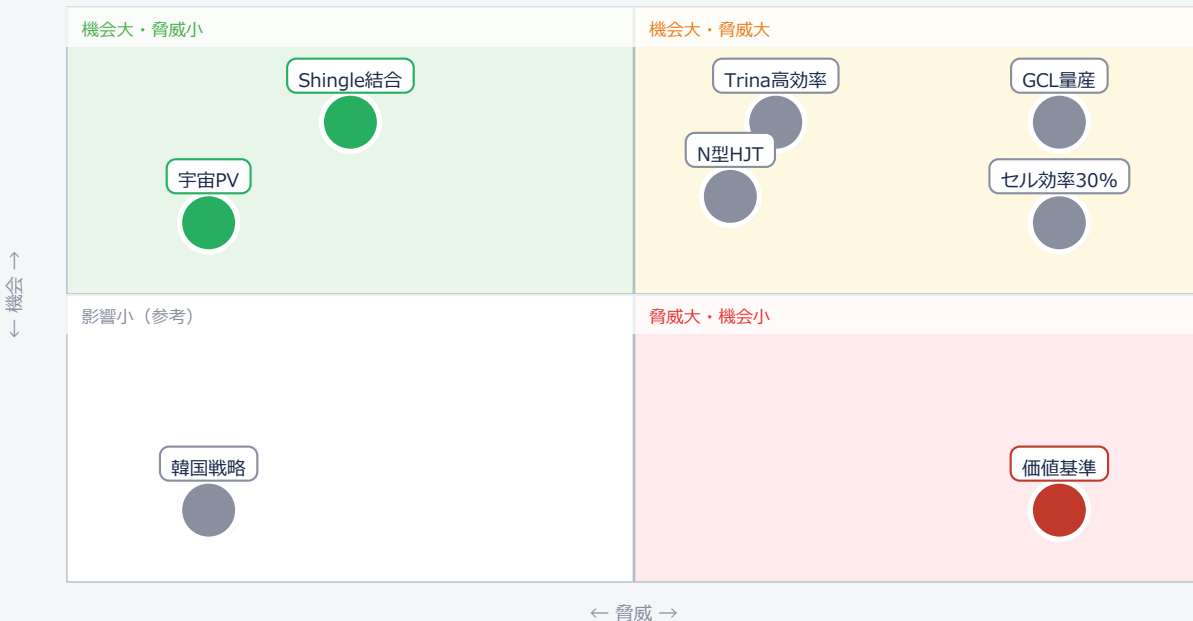 機会大・脅威小
機会大・脅威大
Shingle結合
Trina高効率
GCL量産
N型HJT
宇宙PV
セル効率30%
← 機会 →
影響小（参考）
脅威大・機会小
韓国戦略
価値基準
← 脅威 →